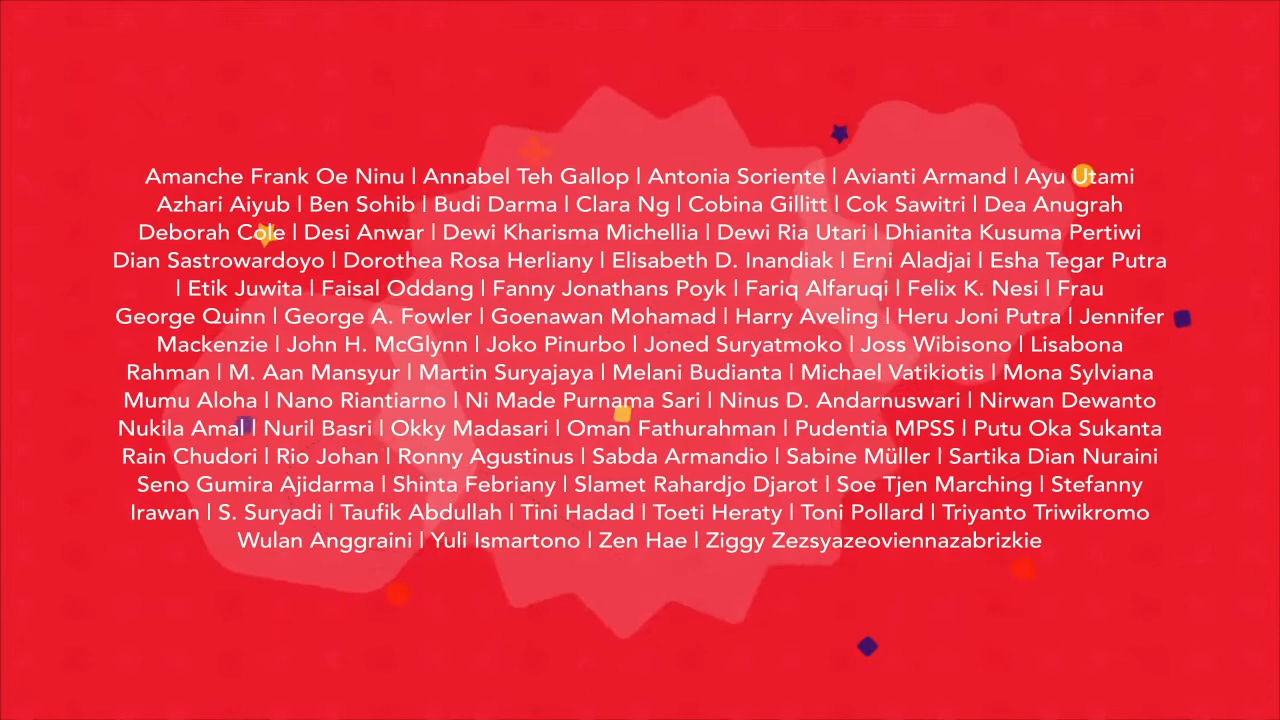 Amanche Frank Oe Ninu | Annabel Teh Gallop | Antonia Soriente | Avianti Armand | Ayu Utami
Azhari Aiyub | Ben Sohib | Budi Darma | Clara Ng | Cobina Gillitt | Cok Sawitri | Dea Anugrah
Deborah Cole | Desi Anwar | Dewi Kharisma Michellia | Dewi Ria Utari | Dhianita Kusuma Pertiwi
Dian Sastrowardoyo | Dorothea Rosa Herliany | Elisabeth D. Inandiak | Erni Aladjai | Esha Tegar Putra
| Etik Juwita | Faisal Oddang | Fanny Jonathans Poyk | Fariq Alfaruqi | Felix K. Nesi | Frau
George Quinn | George A. Fowler | Goenawan Mohamad | Harry Aveling | Heru Joni Putra | Jennifer
Mackenzie | John H. McGlynn | Joko Pinurbo | Joned Suryatmoko | Joss Wibisono | Lisabona
Rahman | M. Aan Mansyur | Martin Suryajaya | Melani Budianta | Michael Vatikiotis | Mona Sylviana
Mumu Aloha | Nano Riantiarno | Ni Made Purnama Sari | Ninus D. Andarnuswari | Nirwan Dewanto
Nukila Amal | Nuril Basri | Okky Madasari | Oman Fathurahman | Pudentia MPSS | Putu Oka Sukanta
Rain Chudori | Rio Johan | Ronny Agustinus | Sabda Armandio | Sabine Müller | Sartika Dian Nuraini
Seno Gumira Ajidarma | Shinta Febriany | Slamet Rahardjo Djarot | Soe Tjen Marching | Stefanny
Irawan | S. Suryadi | Taufik Abdullah | Tini Hadad | Toeti Heraty | Toni Pollard | Triyanto Triwikromo
Wulan Anggraini | Yuli Ismartono | Zen Hae | Ziggy Zezsyazeoviennazabrizkie